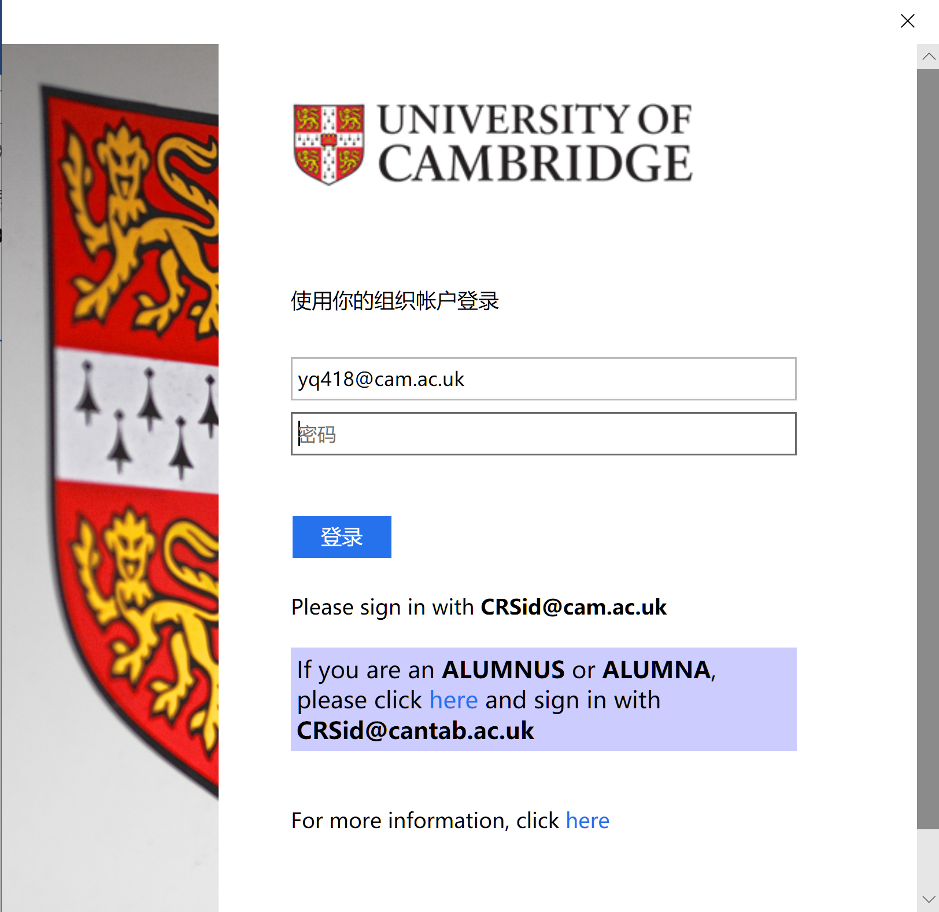 UNIVERSITY OF
CAMBRIDGE
使用你的组织帐户登录
yq418@cam.ac.uk
密码
登录
Please sign in with CRSid@cam.ac.uk
If you are an ALUMNUS or ALUMNA,
please click here and sign in with
CRSid@cantab.ac.uk
For more information, click here